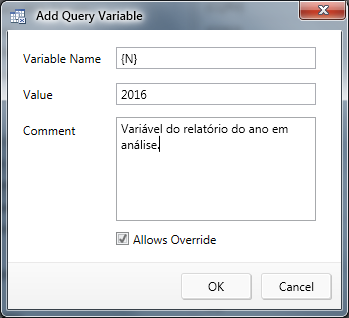 Add Query Variable
Variable Name
{N}
Value
2016
Comment
Variável do relatório do ano em
análise.
Allows Override
OK
Cancel